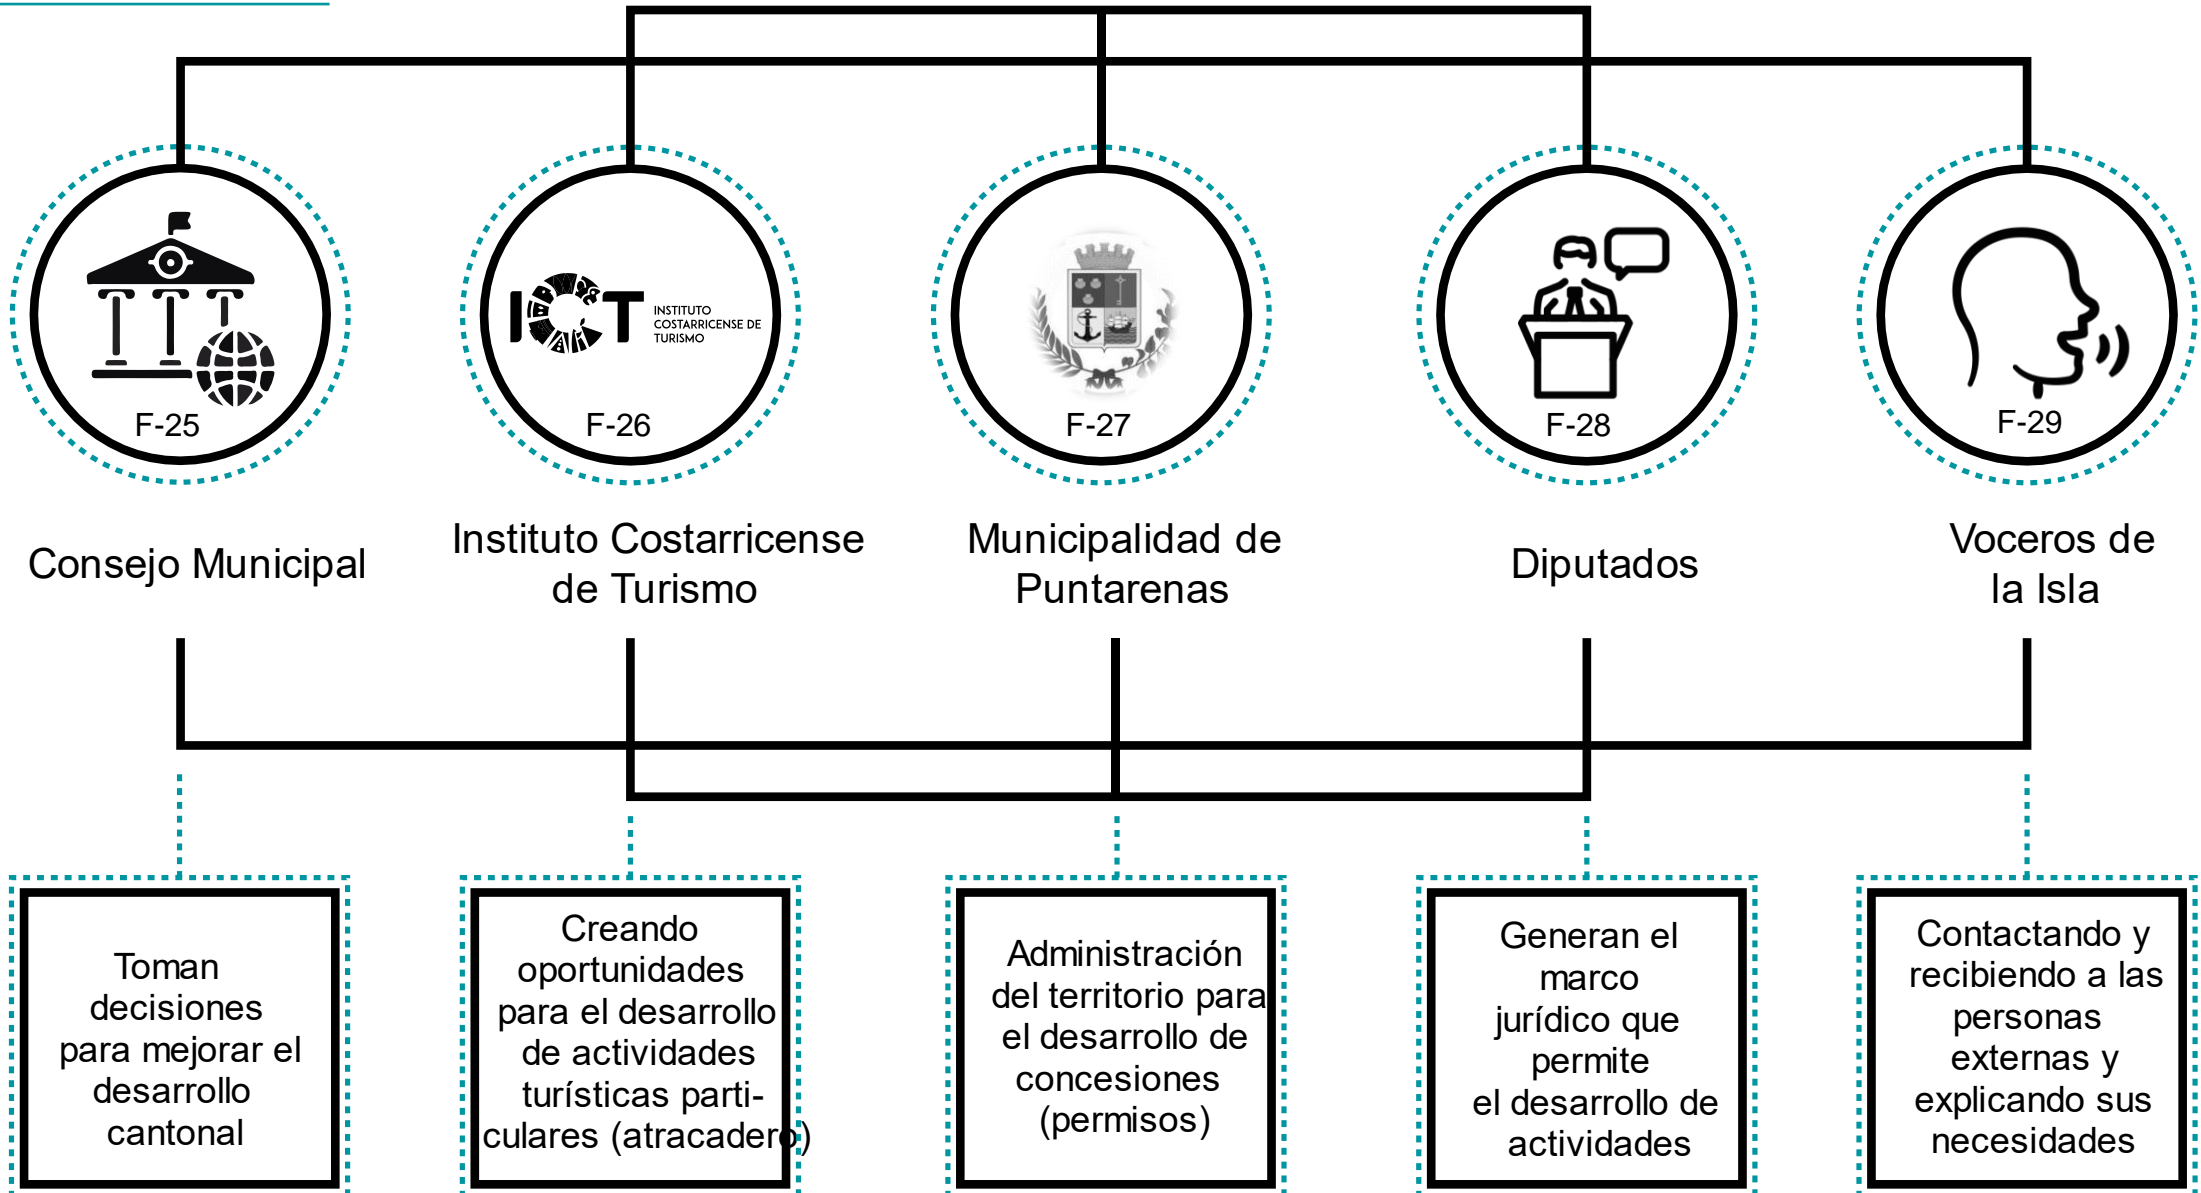 INSTITUTO
ICT COSTARRICENSE DE
TURISMO
F-25
F-26
F-27
F-28
F-29
Consejo Municipal
Instituto Costarricense
de Turismo
Municipalidad de
Puntarenas
Diputados
Voceros de
la Isla
Toman
decisiones
para mejorar el
desarrollo
cantonal
Creando
oportunidades
para el desarrollo
de actividades
turísticas parti-
culares (atracadero)
Administración
del territorio para
el desarrollo de
concesiones
(permisos)
Generan el
marco
jurídico que
permite
el desarrollo de
actividades
Contactando y
recibiendo a las
personas
externas y
explicando sus
necesidades